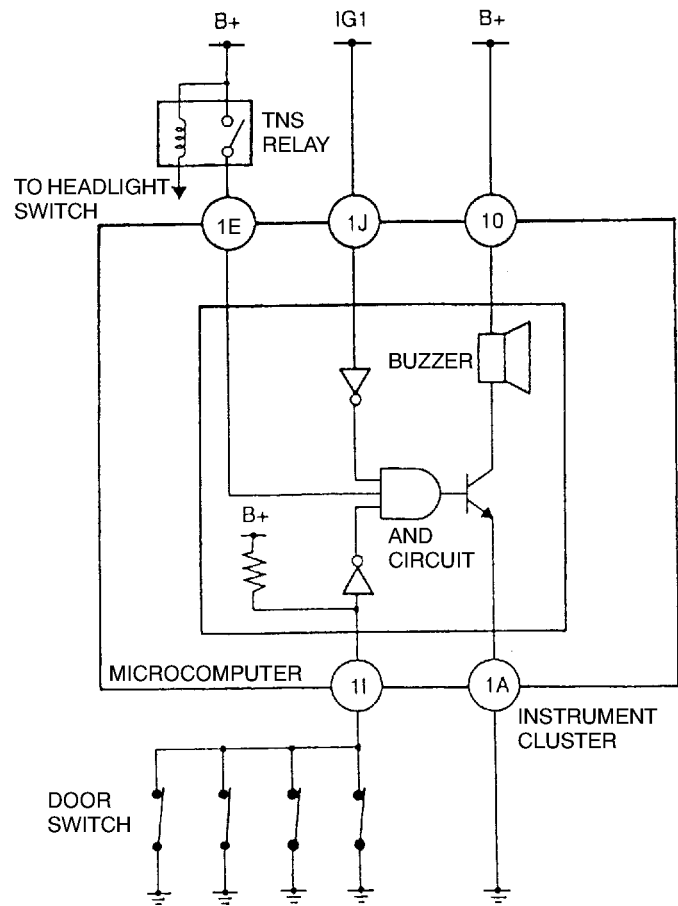 B+
IG1
B+
TNS
RELAY
TO HEADLIGHT
SWITCH
1E
1J
10
BUZZER
B+
AND
CIRCUIT
MICROCOMPUTER
1I
1A
INSTRUMENT
CLUSTER
DOOR
SWITCH